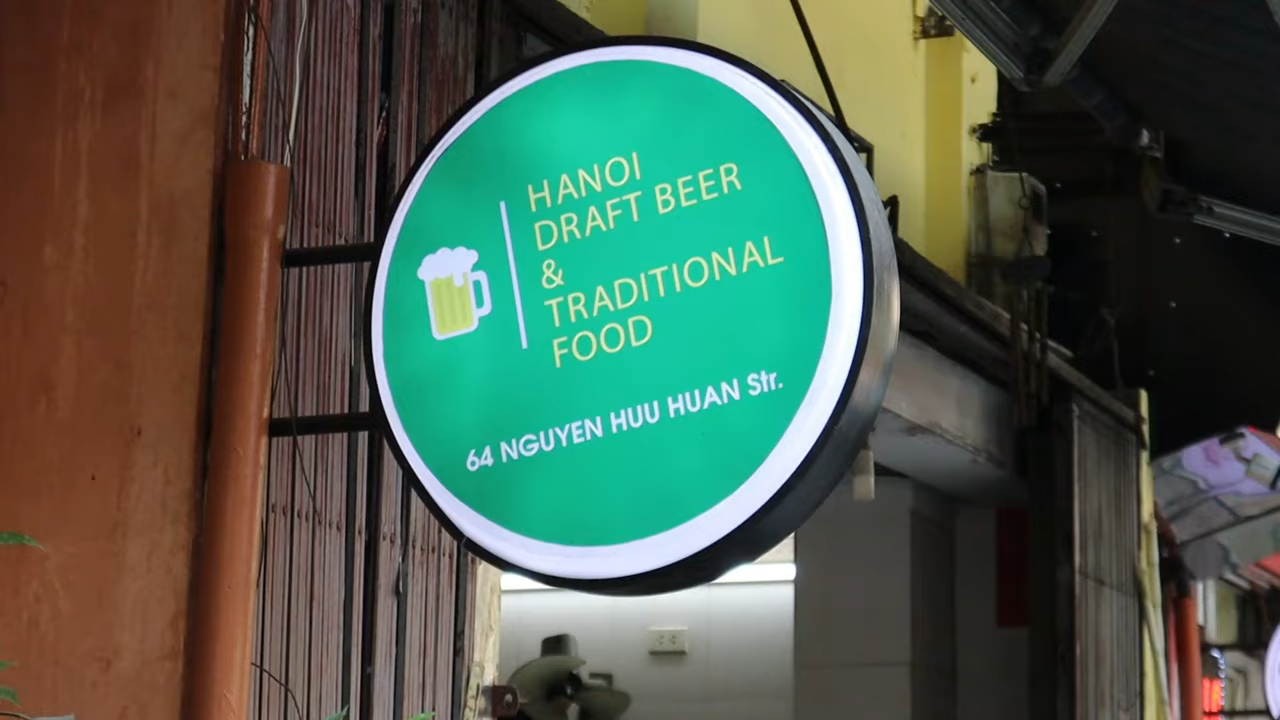 HANOI
DRAFT BEER
&
TRADITIONAL
FOOD
64 NGUYEN HUU HUAN Str.